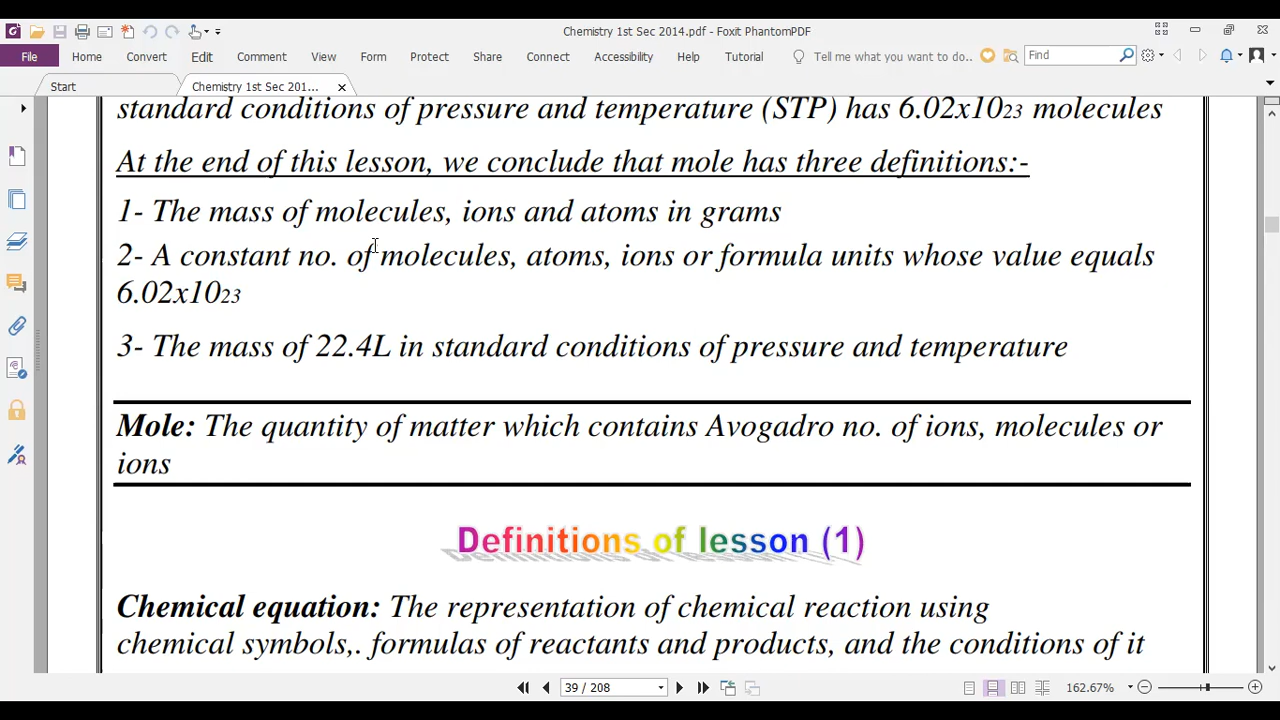 Chemistry 1st Sec 2014.pdf - Foxit PhantomPDF
File Home Convert Edit Comment View Form Protect Share Connect Accessibility Help Tutorial Tell me what you want to do.. Find
Start Chemistry 1st Sec 201...
standard conditions of pressure and temperature (STP) has 6.02x1023 molecules
At the end of this lesson, we conclude that mole has three definitions:-
1- The mass of molecules, ions and atoms in grams
2- A constant no. of molecules, atoms, ions or formula units whose value equals
6.02x1023
3- The mass of 22.4L in standard conditions of pressure and temperature
Mole: The quantity of matter which contains Avogadro no. of ions, molecules or
ions
Definitions of lesson (1)
Chemical equation: The representation of chemical reaction using
chemical symbols,. formulas of reactants and products, and the conditions of it
39 / 208 162.67%